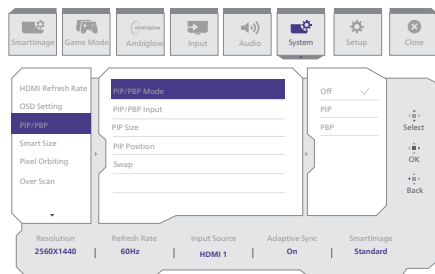 SmartImage
Game Mode
ambiglow
Ambiglow
Input
Audio
System
Setup
Close
HDMI Refresh Rate
OSD Setting
PIP/PBP
Smart Size
Pixel Orbiting
Over Scan
PIP/PBP Mode
PIP/PBP Input
PIP Size
PIP Position
Swap
Off
PIP
PBP
Select
OK
Back
Resolution
2560X1440
Refresh Rate
60Hz
Input Source
HDMI 1
Adaptive Sync
On
SmartImage
Standard